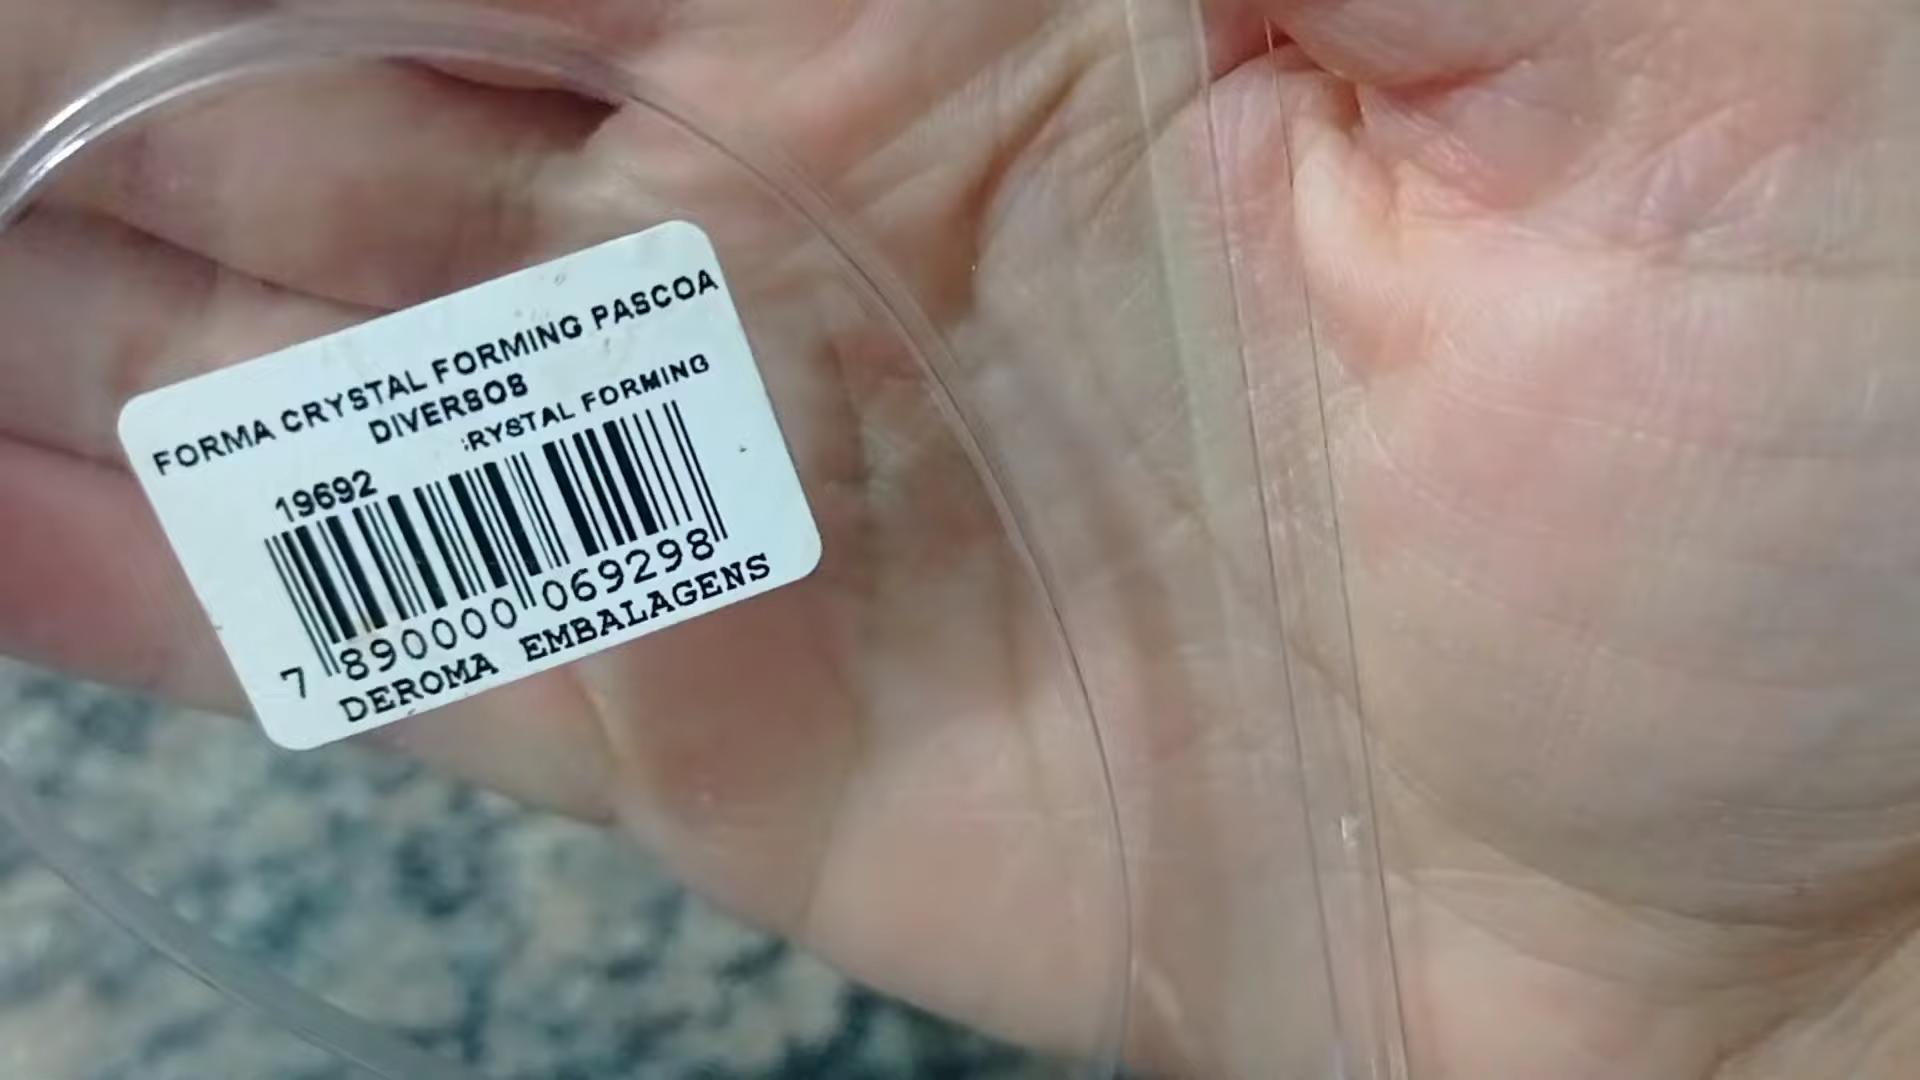 FORMA CRYSTAL FORMING PASCOA
DIVERSOS
RYSTAL FORMING
19692
7 890000 069298
DEROMA EMBALAGENS